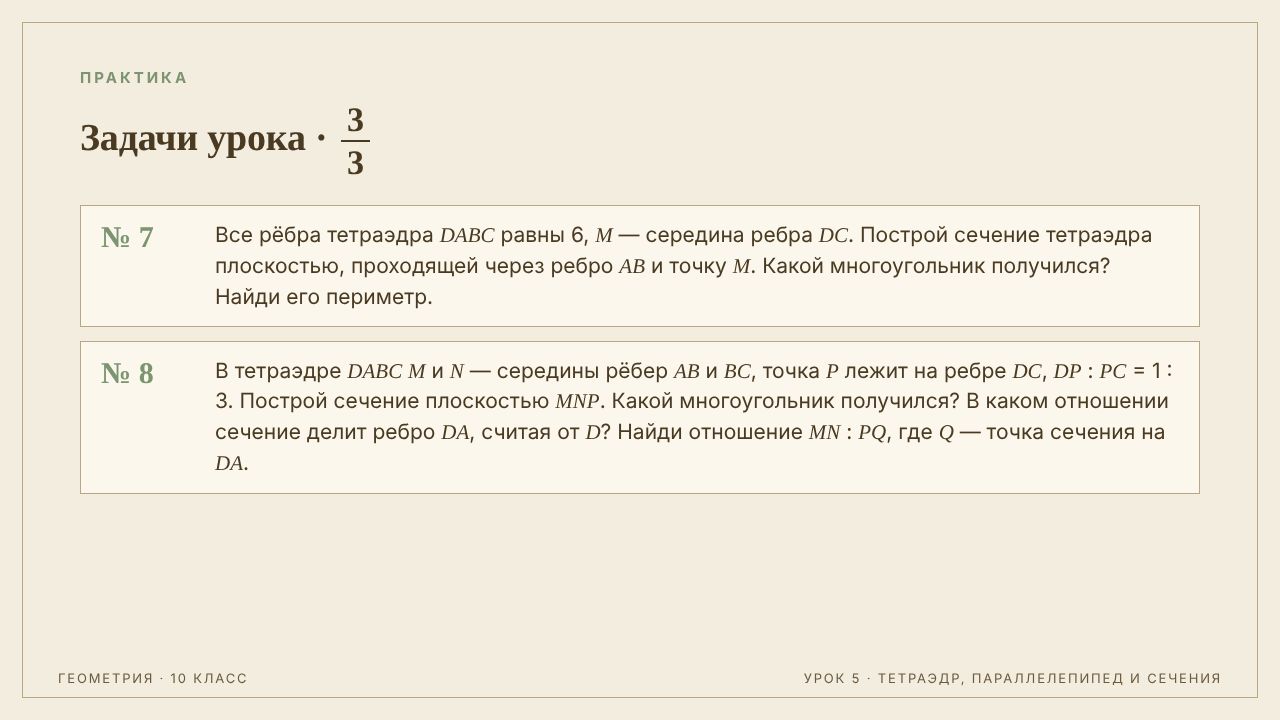 ПРАКТИКА
Задачи урока · 3/3
№ 7
Все рёбра тетраэдра DABC равны 6, M — середина ребра DC. Построй сечение тетраэдра
плоскостью, проходящей через ребро AB и точку M. Какой многоугольник получился?
Найди его периметр.
№ 8
В тетраэдре DABC M и N — середины рёбер AB и BC, точка P лежит на ребре DC, DP : PC = 1 :
3. Построй сечение плоскостью MNP. Какой многоугольник получился? В каком отношении
сечение делит ребро DA, считая от D? Найди отношение MN : PQ, где Q — точка сечения на
DA.
ГЕОМЕТРИЯ · 10 КЛАСС
УРОК 5 · ТЕТРАЭДР, ПАРАЛЛЕЛЕПИПЕД И СЕЧЕНИЯ